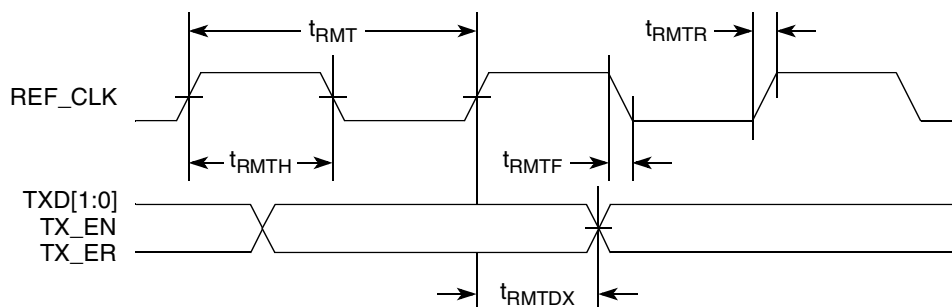 tRMT
tRMTR
REF_CLK
tRMTH
tRMTF
TXD[1:0]
TX_EN
TX_ER
tRMTDX